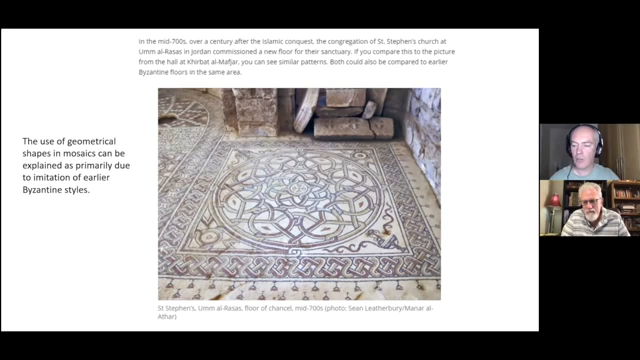 In the mid-700s, over a century after the Islamic conquest, the congregation of St. Stephen's church at
Umm al-Rasas in Jordan commissioned a new floor for their sanctuary. If you compare this to the picture
from the hall at Khirbat al-Mafjar, you can see similar patterns. Both could also be compared to earlier
Byzantine floors in the same area.
The use of geometrical
shapes in mosaics can be
explained as primarily due
to imitation of earlier
Byzantine styles.
St Stephen's, Umm al-Rasas, floor of chancel, mid-700s (photo: Sean Leatherbury/Manar al-
Athar)